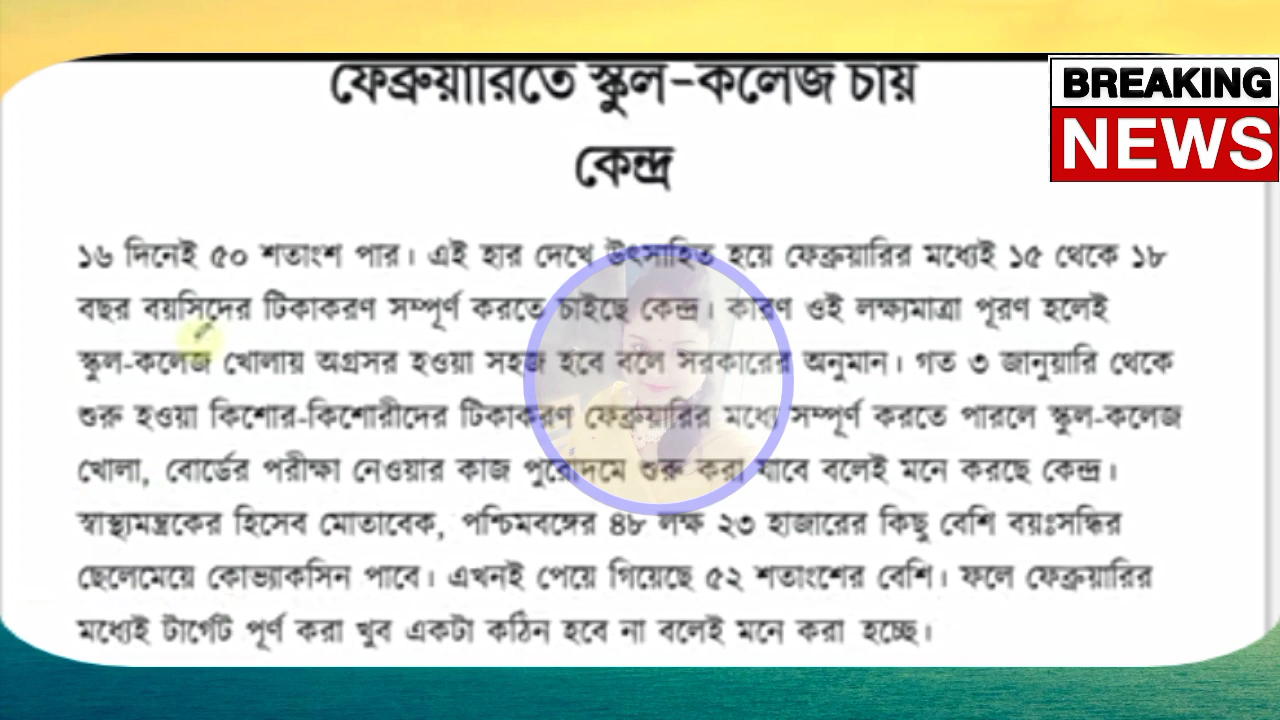 ফেব্রুয়ারিতে স্কুল-কলেজ চায়
কেন্দ্র
BREAKING
NEWS
১৬ দিনেই ৫০ শতাংশ পার। এই হার দেখে উৎসাহিত হয়ে ফেব্রুয়ারির মধ্যেই ১৫ থেকে ১৮
বছর বয়সিদের টিকাকরণ সম্পূর্ণ করতে চাইছে কেন্দ্র। কারণ ওই লক্ষ্যমাত্রা পূরণ হলেই
স্কুল-কলেজ খোলায় অগ্রসর হওয়া সহজ হবে বলে সরকারের অনুমান। গত ৩ জানুয়ারি থেকে
শুরু হওয়া কিশোর-কিশোরীদের টিকাকরণ ফেব্রুয়ারির মধ্যে সম্পূর্ণ করতে পারলে স্কুল-কলেজ
খোলা, বোর্ডের পরীক্ষা নেওয়ার কাজ পুরোদমে শুরু করা যাবে বলেই মনে করছে কেন্দ্র।
স্বাস্থ্যমন্ত্রকের হিসেব মোতাবেক, পশ্চিমবঙ্গের ৪৮ লক্ষ ২৩ হাজারের কিছু বেশি বয়ঃসন্ধির
ছেলেমেয়ে কোভ্যাকসিন পাবে। এখনই পেয়ে গিয়েছে ৫২ শতাংশের বেশি। ফলে ফেব্রুয়ারির
মধ্যেই টার্গেট পূর্ণ করা খুব একটা কঠিন হবে না বলেই মনে করা হচ্ছে।